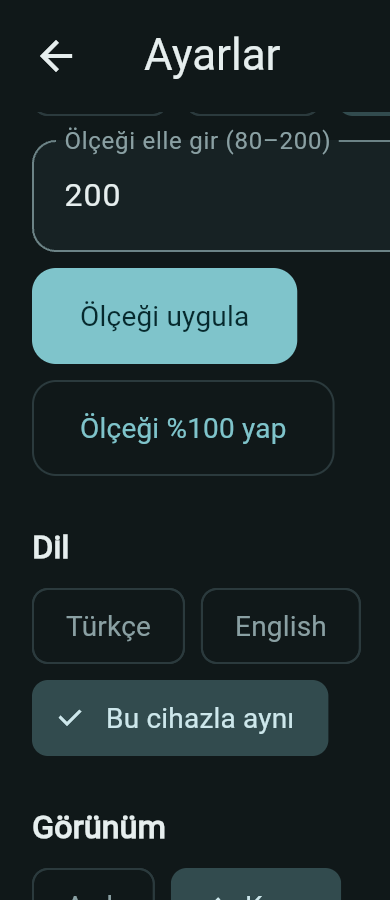 Ayarlar
Ölçeği elle gir (80–200)
200
Ölçeği uygula
Ölçeği %100 yap
Dil
Türkçe
English
Bu cihazla aynı
Görünüm